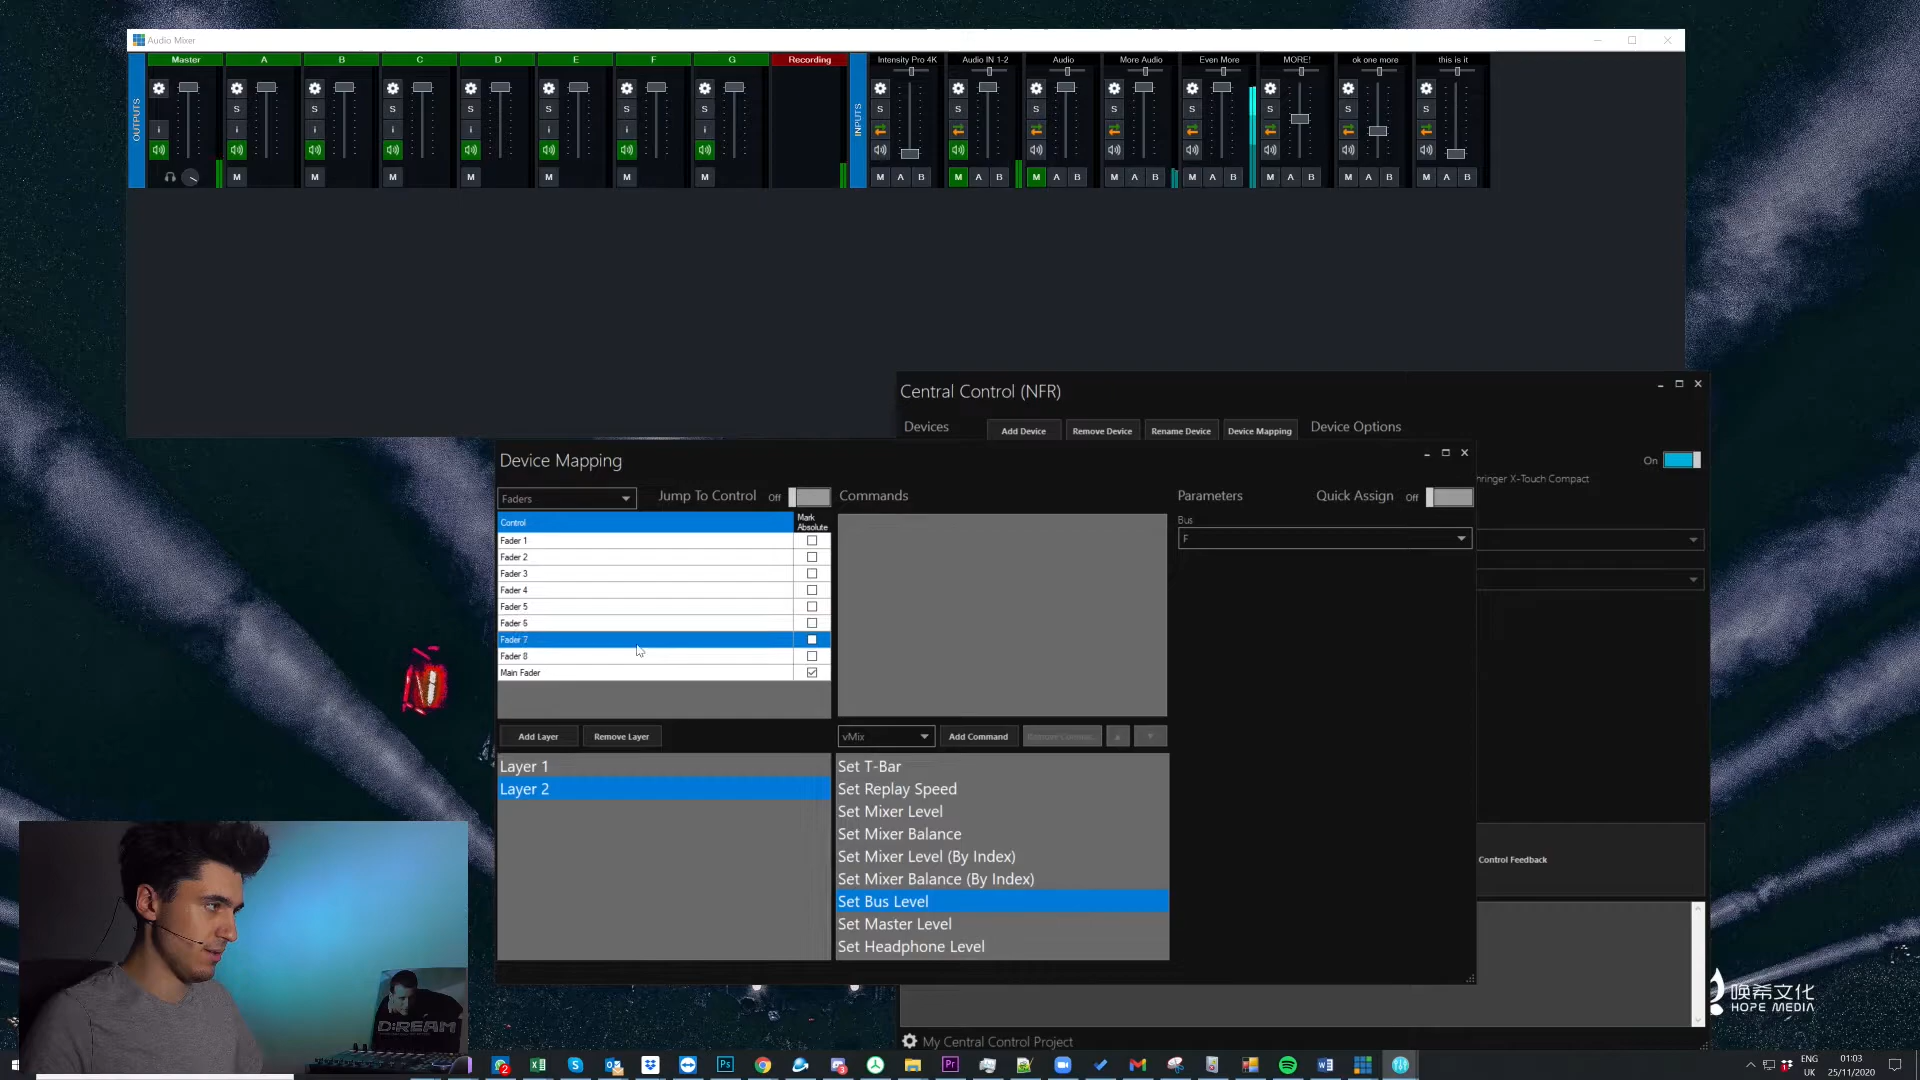 Audio Mixer
OUTPUTS
Master
A
B
C
D
E
F
G
Recording
INPUTS
Intensity Pro 4K
Audio IN 1-2
Audio
More Audio
Even More
MORE!
ok one more
this is it
S S S S S S S
S S S S S S S S
M M M M M M M
M A B M A B M A B M A B M A B M A B M A B M A B
Central Control (NFR)
Devices
Add Device
Remove Device
Rename Device
Device Mapping
Device Options
On
hringer X-Touch Compact
Device Mapping
Faders
Jump To Control Off
Commands
Parameters
Quick Assign Off
Control
Mark Absolute
Bus
F
Fader 1
Fader 2
Fader 3
Fader 4
Fader 5
Fader 6
Fader 7
Fader 8
Main Fader
Add Layer
Remove Layer
vMix
Add Command
Layer 1
Layer 2
Set T-Bar
Set Replay Speed
Set Mixer Level
Set Mixer Balance
Set Mixer Level (By Index)
Set Mixer Balance (By Index)
Set Bus Level
Set Master Level
Set Headphone Level
Control Feedback
D:REAM
唤希文化
HOPE MEDIA
My Central Control Project
ENG
UK
01:03
25/11/2020